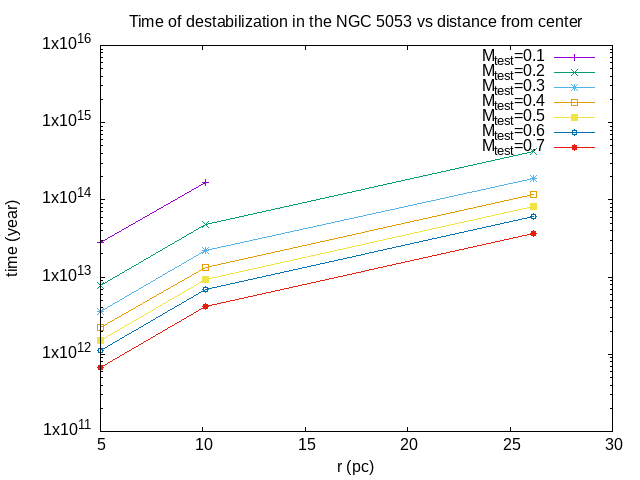 Time of destabilization in the NGC 5053 vs distance from center
1x10^16
1x10^15
1x10^14
1x10^13
1x10^12
1x10^11
time (year)
M_test=0.1
M_test=0.2
M_test=0.3
M_test=0.4
M_test=0.5
M_test=0.6
M_test=0.7
5 10 15 20 25 30
r (pc)